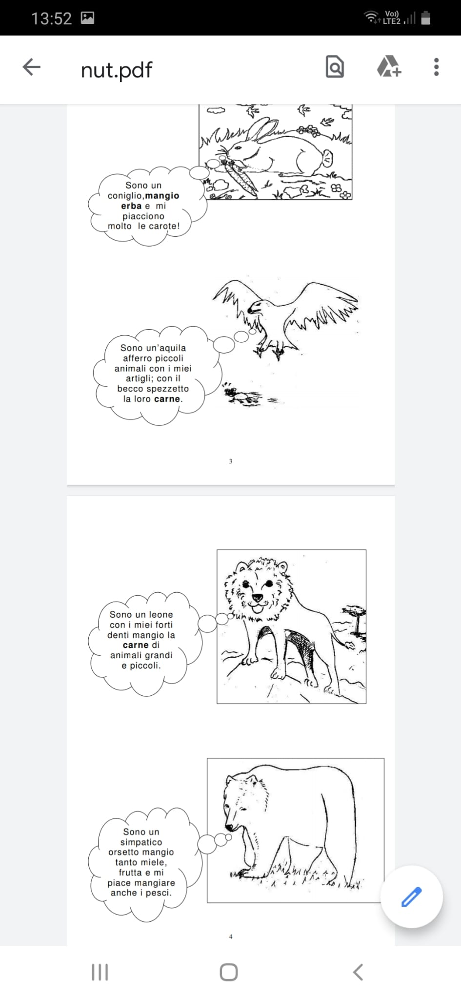 13:52
Vo))
LTE2
nut.pdf
Sono un
coniglio,mangio
erba e mi
piacciono
molto le carote!
Sono un'aquila
afferro piccoli
animali con i miei
artigli; con il
becco spezzetto
la loro carne.
3
Sono un leone
con i miei forti
denti mangio la
carne di
animali grandi
e piccoli.
Sono un
simpatico
orsetto mangio
tanto miele,
frutta e mi
piace mangiare
anche i pesci.
4